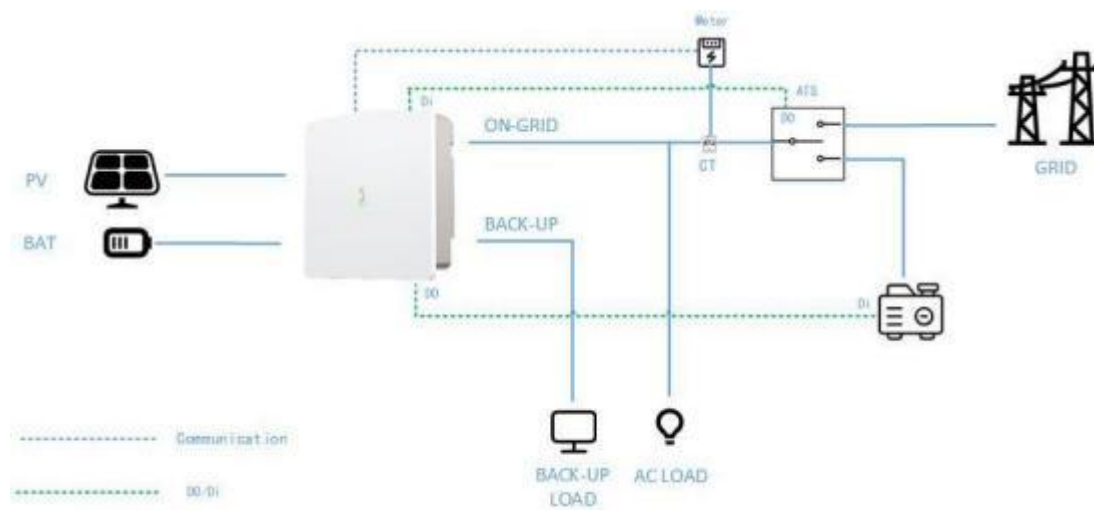 Meter
Di
ATS
DO
ON-GRID
CT
GRID
PV
BACK-UP
BAT
DO
Di
Communication
DO/Di
BACK-UP
LOAD
AC LOAD